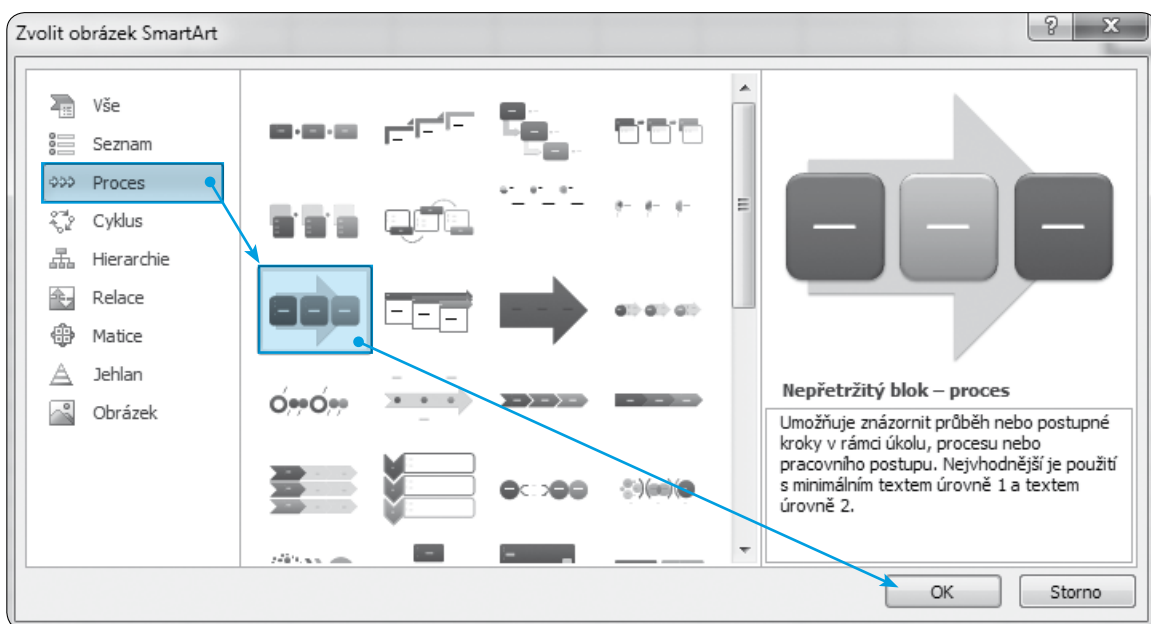 Zvolit obrázek SmartArt
Vše
Seznam
Proces
Cyklus
Hierarchie
Relace
Matice
Jehlan
Obrázek
Nepřetržitý blok – proces
Umožňuje znázornit průběh nebo postupné
kroky v rámci úkolu, procesu nebo
pracovního postupu. Nejvhodnější je použití
s minimálním textem úrovně 1 a textem
úrovně 2.
OK
Storno